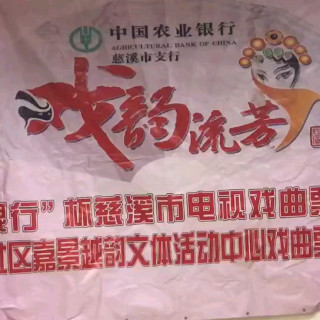 中国农业银行
AGRICULTURAL BANK OF CHINA
慈溪市支行
戏韵流芳
银行”杯慈溪市电视戏曲票
社区嘉景越韵文体活动中心戏曲票